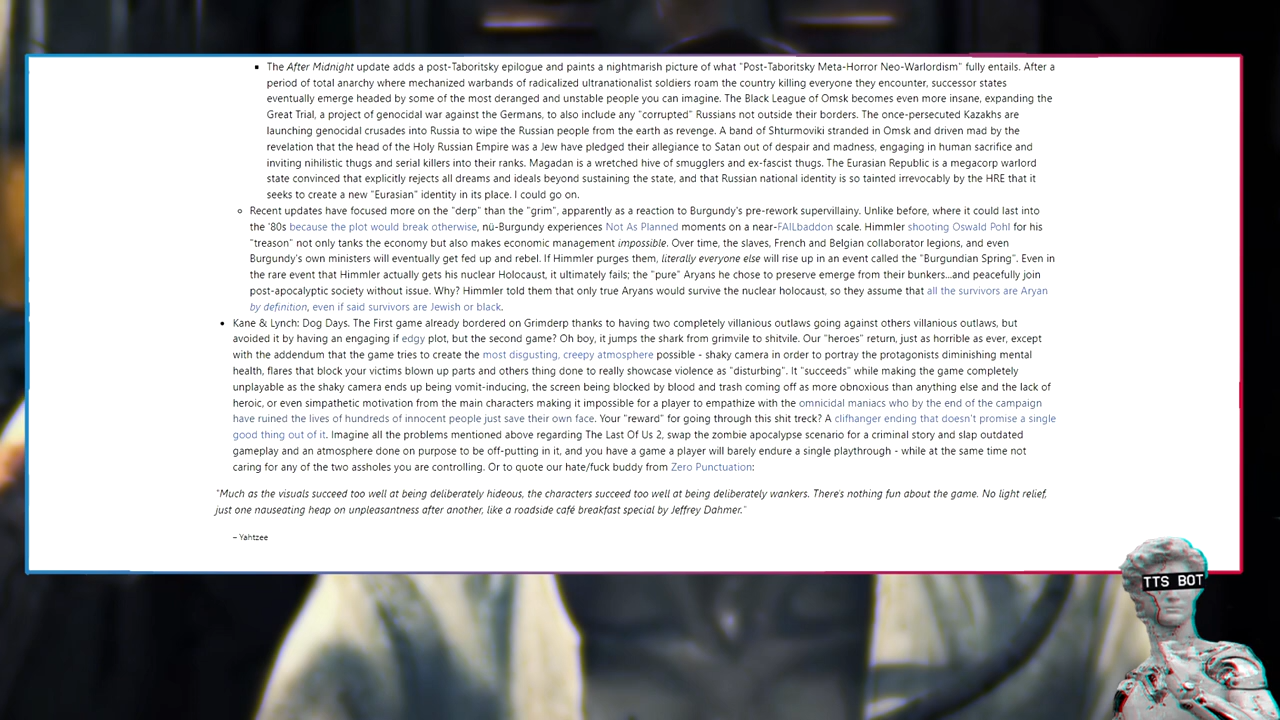 The After Midnight update adds a post-Taboritsky epilogue and paints a nightmarish picture of what "Post-Taboritsky Meta-Horror Neo-Warlordism" fully entails. After a
period of total anarchy where mechanized warbands of radicalized ultranationalist soldiers roam the country killing everyone they encounter, successor states
eventually emerge headed by some of the most deranged and unstable people you can imagine. The Black League of Omsk becomes even more insane, expanding the
Great Trial, a project of genocidal war against the Germans, to also include any "corrupted" Russians not outside their borders. The once-persecuted Kazakhs are
launching genocidal crusades into Russia to wipe the Russian people from the earth as revenge. A band of Shturmoviki stranded in Omsk and driven mad by the
revelation that the head of the Holy Russian Empire was a Jew have pledged their allegiance to Satan out of despair and madness, engaging in human sacrifice and
inviting nihilistic thugs and serial killers into their ranks. Magadan is a wretched hive of smugglers and ex-fascist thugs. The Eurasian Republic is a megacorp warlord
state convinced that explicitly rejects all dreams and ideals beyond sustaining the state, and that Russian national identity is so tainted irrevocably by the HRE that it
seeks to create a new "Eurasian" identity in its place. I could go on.
Recent updates have focused more on the "derp" than the "grim", apparently as a reaction to Burgundy's pre-rework supervillainy. Unlike before, where it could last into
the '80s because the plot would break otherwise, nü-Burgundy experiences Not As Planned moments on a near-FAILbaddon scale. Himmler shooting Oswald Pohl for his
"treason" not only tanks the economy but also makes economic management impossible. Over time, the slaves, French and Belgian collaborator legions, and even
Burgundy's own ministers will eventually get fed up and rebel. If Himmler purges them, literally everyone else will rise up in an event called the "Burgundian Spring". Even in
the rare event that Himmler actually gets his nuclear Holocaust, it ultimately fails; the "pure" Aryans he chose to preserve emerge from their bunkers...and peacefully join
post-apocalyptic society without issue. Why? Himmler told them that only true Aryans would survive the nuclear holocaust, so they assume that all the survivors are Aryan
by definition, even if said survivors are Jewish or black.
Kane & Lynch: Dog Days. The First game already bordered on Grimderp thanks to having two completely villanious outlaws going against others villanious outlaws, but
avoided it by having an engaging if edgy plot, but the second game? Oh boy, it jumps the shark from grimville to shitvile. Our "heroes" return, just as horrible as ever, except
with the addendum that the game tries to create the most disgusting, creepy atmosphere possible - shaky camera in order to portray the protagonists diminishing mental
health, flares that block your victims blown up parts and others thing done to really showcase violence as "disturbing". It "succeeds" while making the game completely
unplayable as the shaky camera ends up being vomit-inducing, the screen being blocked by blood and trash coming off as more obnoxious than anything else and the lack of
heroic, or even simpathetic motivation from the main characters making it impossible for a player to empathize with the omnicidal maniacs who by the end of the campaign
have ruined the lives of hundreds of innocent people just save their own face. Your "reward" for going through this shit treck? A clifhanger ending that doesn't promise a single
good thing out of it. Imagine all the problems mentioned above regarding The Last Of Us 2, swap the zombie apocalypse scenario for a criminal story and slap outdated
gameplay and an atmosphere done on purpose to be off-putting in it, and you have a game a player will barely endure a single playthrough - while at the same time not
caring for any of the two assholes you are controlling. Or to quote our hate/fuck buddy from Zero Punctuation:
"Much as the visuals succeed too well at being deliberately hideous, the characters succeed too well at being deliberately wankers. There's nothing fun about the game. No light relief,
just one nauseating heap on unpleasantness after another, like a roadside café breakfast special by Jeffrey Dahmer."
– Yahtzee
TTS BOT